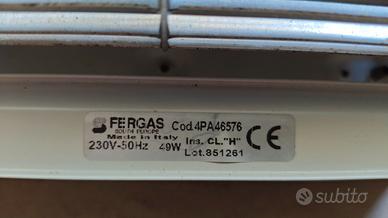 FERGAS Cod.4PA46576
SOUTH EUROPE
Made in Italy Ins. CL."H"
230V-50Hz 49W Lot.851261
CE
subito